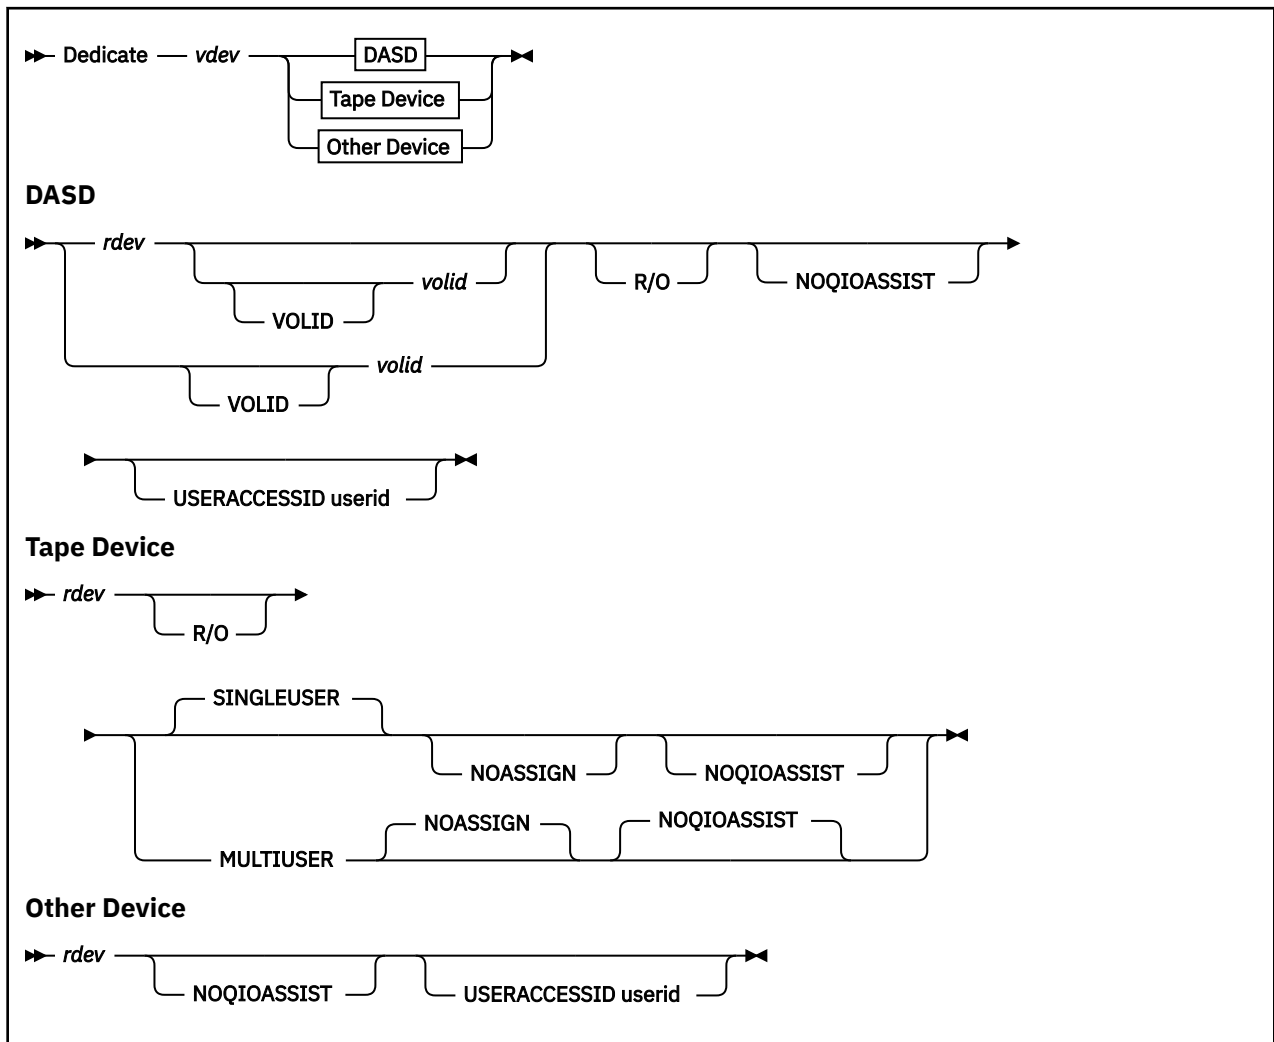 Dedicate vdev DASD
Tape Device
Other Device
DASD
rdev
volid R/O NOQIOASSIST
VOLID
volid
VOLID
USERACCESSID userid
Tape Device
rdev
R/O
SINGLEUSER
NOASSIGN NOQIOASSIST
NOASSIGN NOQIOASSIST
MULTIUSER
Other Device
rdev
NOQIOASSIST USERACCESSID userid